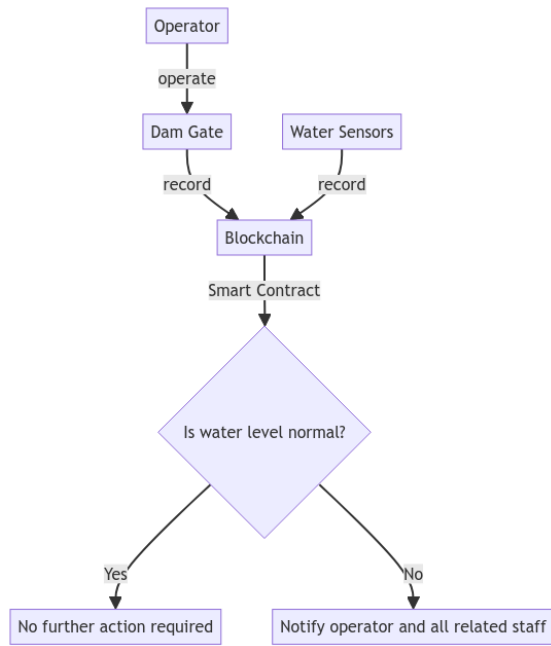 Operator
operate
Dam Gate
Water Sensors
record
record
Blockchain
Smart Contract
Is water level normal?
Yes
No
No further action required
Notify operator and all related staff